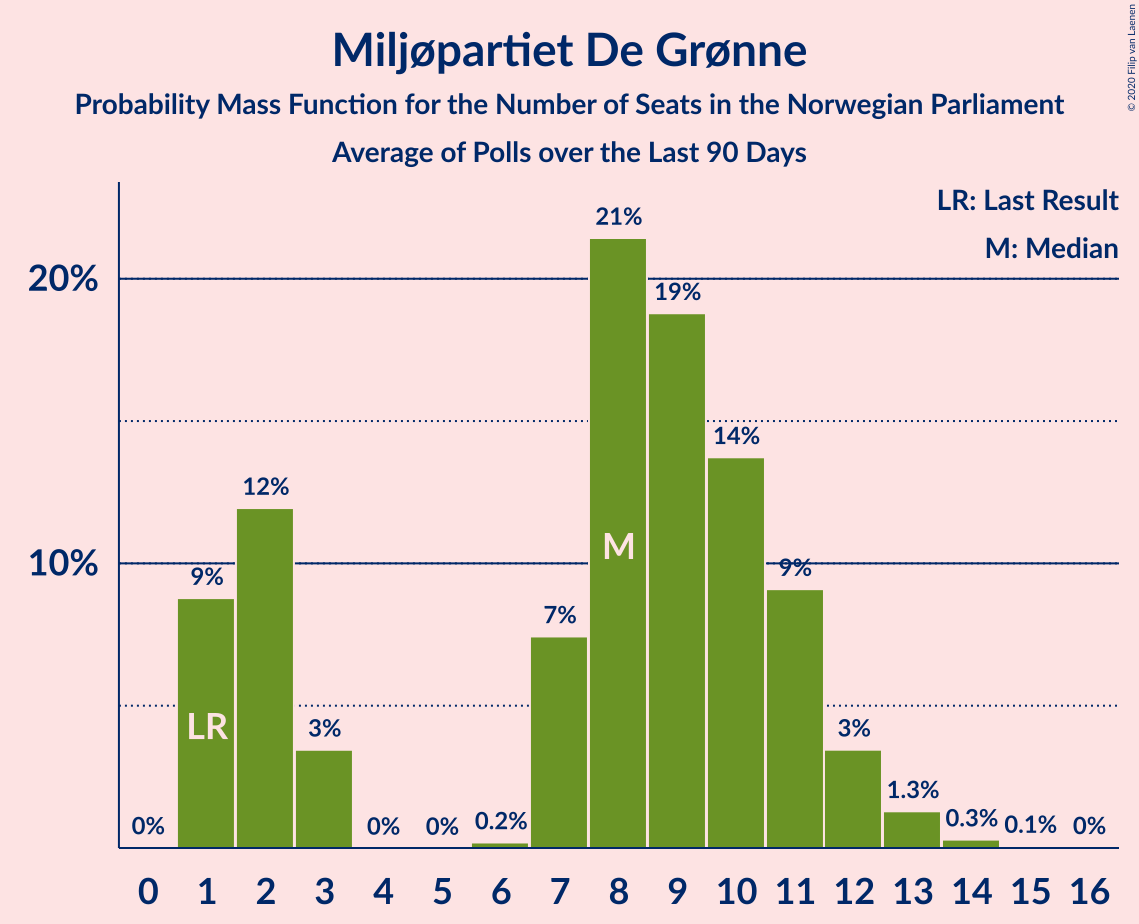 Miljøpartiet De Grønne
Probability Mass Function for the Number of Seats in the Norwegian Parliament
Average of Polls over the Last 90 Days
© 2020 Filip van Laenen
LR: Last Result
M: Median
20%
10%
0%
9%
12%
3%
0%
0%
0.2%
7%
21%
19%
14%
9%
3%
1.3%
0.3%
0.1%
0%
LR
M
0 1 2 3 4 5 6 7 8 9 10 11 12 13 14 15 16